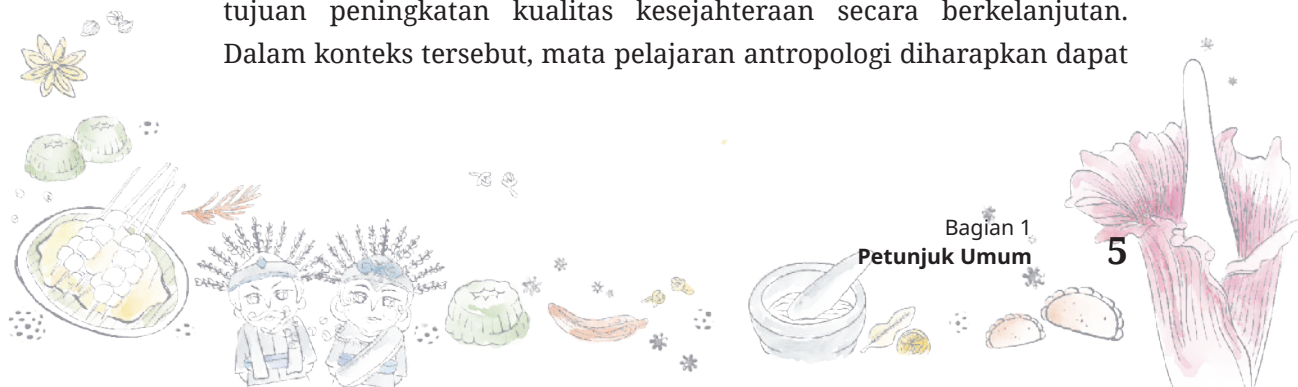 tujuan peningkatan kualitas kesejahteraan secara berkelanjutan.
Dalam konteks tersebut, mata pelajaran antropologi diharapkan dapat
Bagian 1
Petunjuk Umum
5